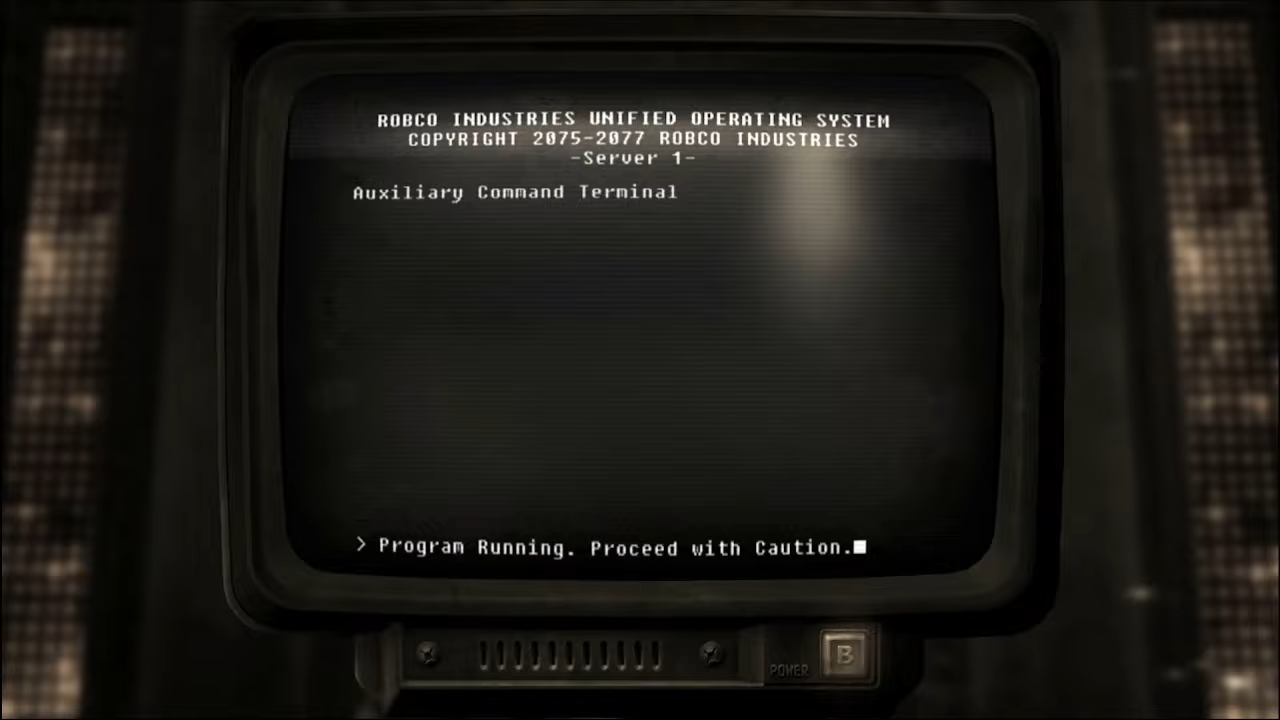 ROBCO INDUSTRIES UNIFIED OPERATING SYSTEM
COPYRIGHT 2075-2077 ROBCO INDUSTRIES
-Server 1-
Auxiliary Command Terminal
> Program Running. Proceed with Caution.
POWER
B